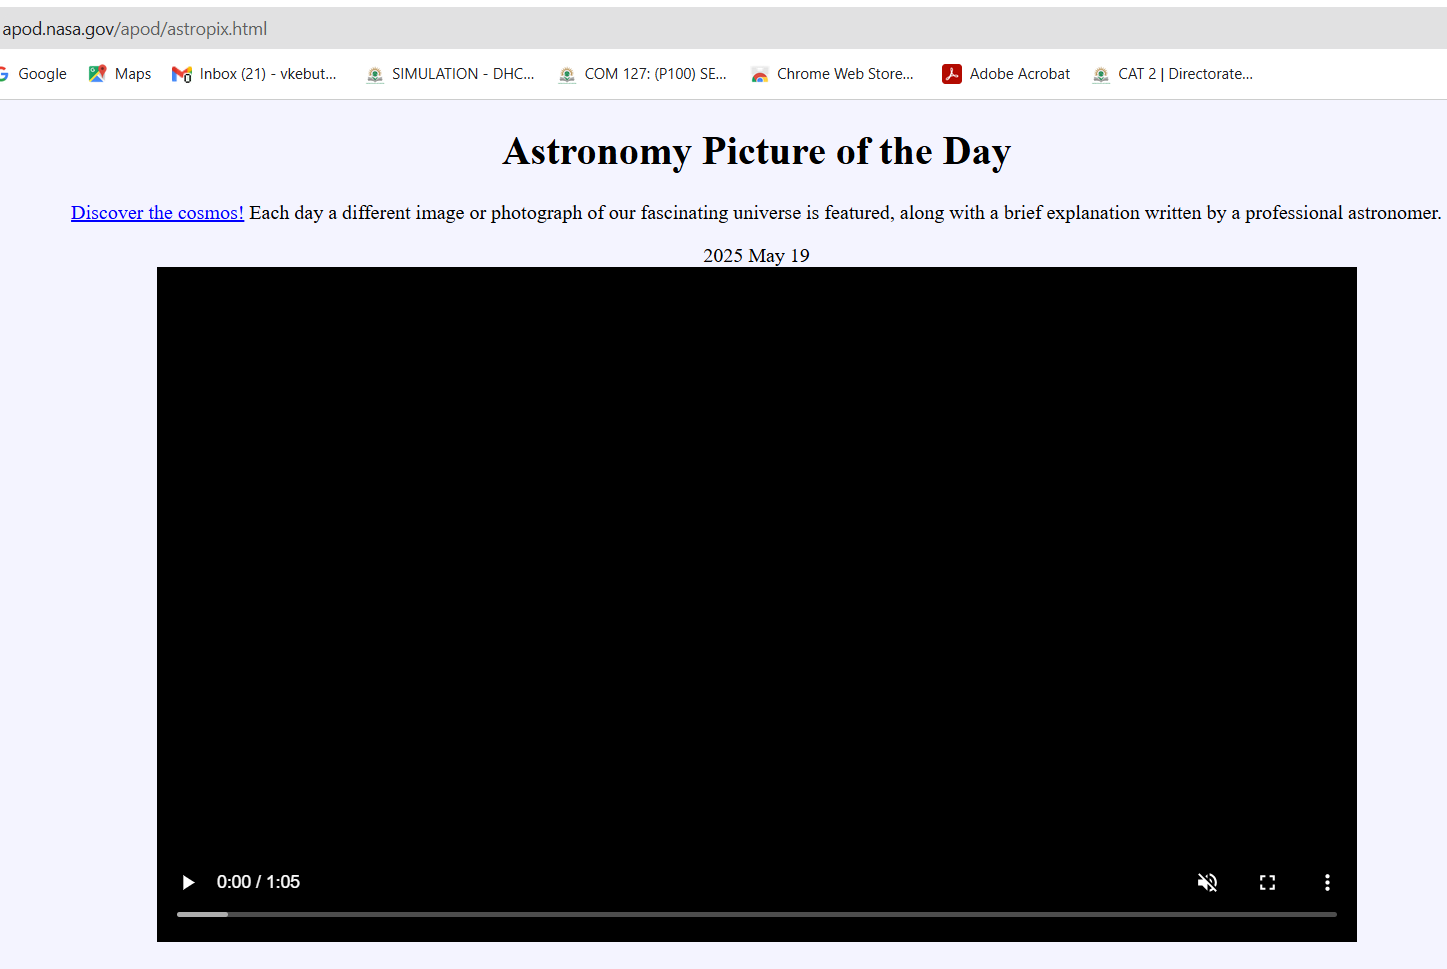 apod.nasa.gov/apod/astropix.html
Google Maps Inbox (21) - vkebut... SIMULATION - DHC... COM 127: (P100) SE... Chrome Web Store... Adobe Acrobat CAT 2 | Directorate...
Astronomy Picture of the Day
Discover the cosmos! Each day a different image or photograph of our fascinating universe is featured, along with a brief explanation written by a professional astronomer.
2025 May 19
0:00 / 1:05